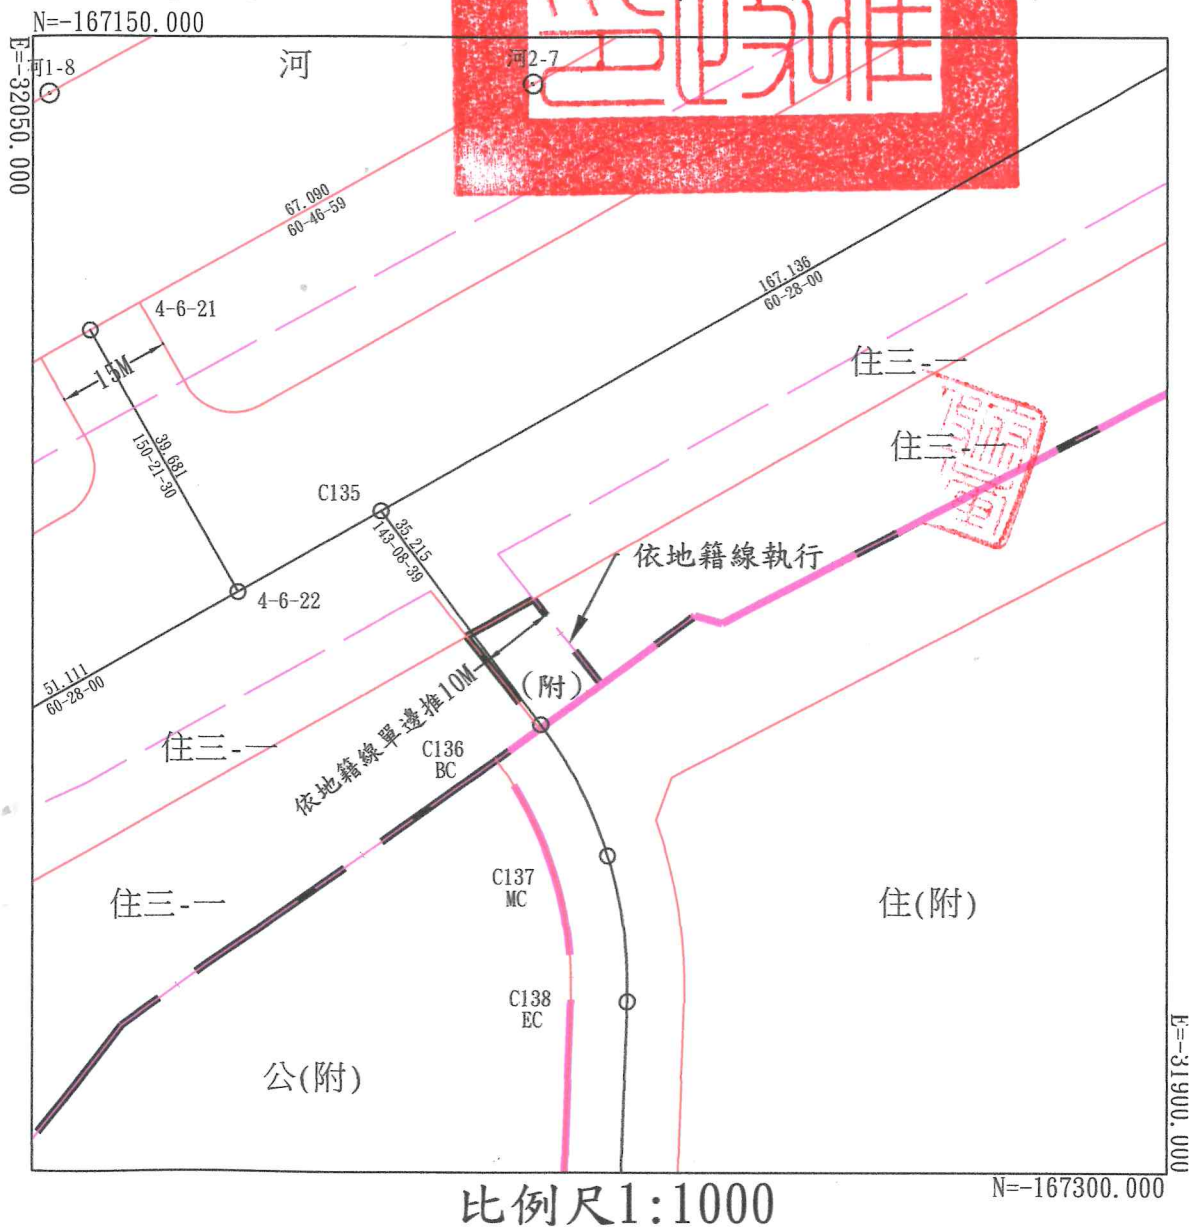 N=-167150.000
E=-32050.000
河1-8
河
河2-7
67.090
60-46-59
167.136
60-28-00
4-6-21
15M
39.681
150-21-30
住三-一
住三-一
C135
35.215
143-08-39
依地籍線執行
4-6-22
51.111
60-28-00
依地籍線單邊推10M
(附)
住三-一
C136
BC
C137
MC
住三-一
住(附)
C138
EC
公(附)
E=-31900.000
N=-167300.000
比例尺1:1000